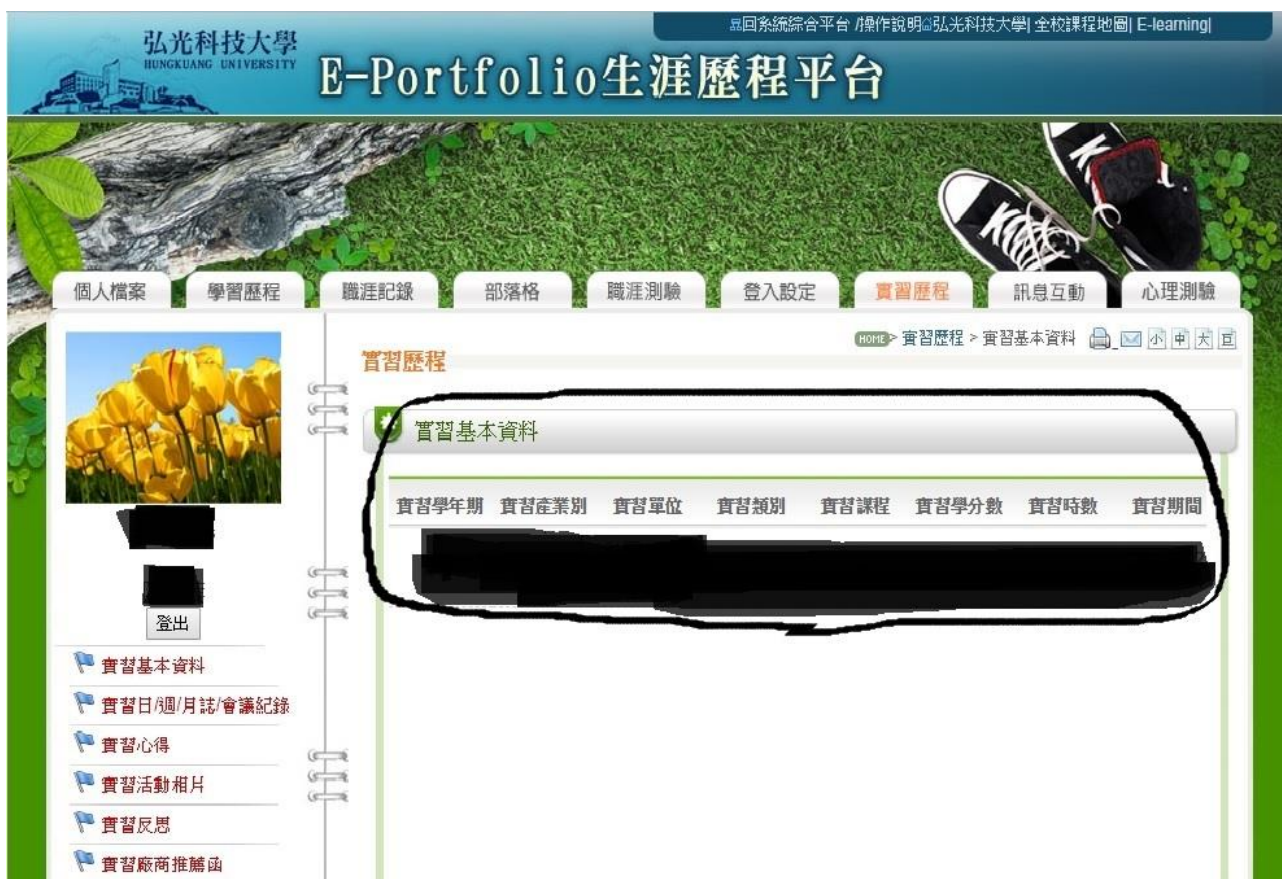 回系統綜合平台 /操作說明 弘光科技大學| 全校課程地圖| E-learning|
弘光科技大學
HUNGKUANG UNIVERSITY
E-Portfolio生涯歷程平台
個人檔案 學習歷程 職涯記錄 部落格 職涯測驗 登入設定 實習歷程 訊息互動 心理測驗
HOME> 實習歷程 > 實習基本資料 小 中 大 巨
實習歷程
實習基本資料
實習學年期 實習產業別 實習單位 實習類別 實習課程 實習學分數 實習時數 實習期間
登出
實習基本資料
實習日/週/月誌/會議紀錄
實習心得
實習活動相片
實習反思
實習廠商推薦函